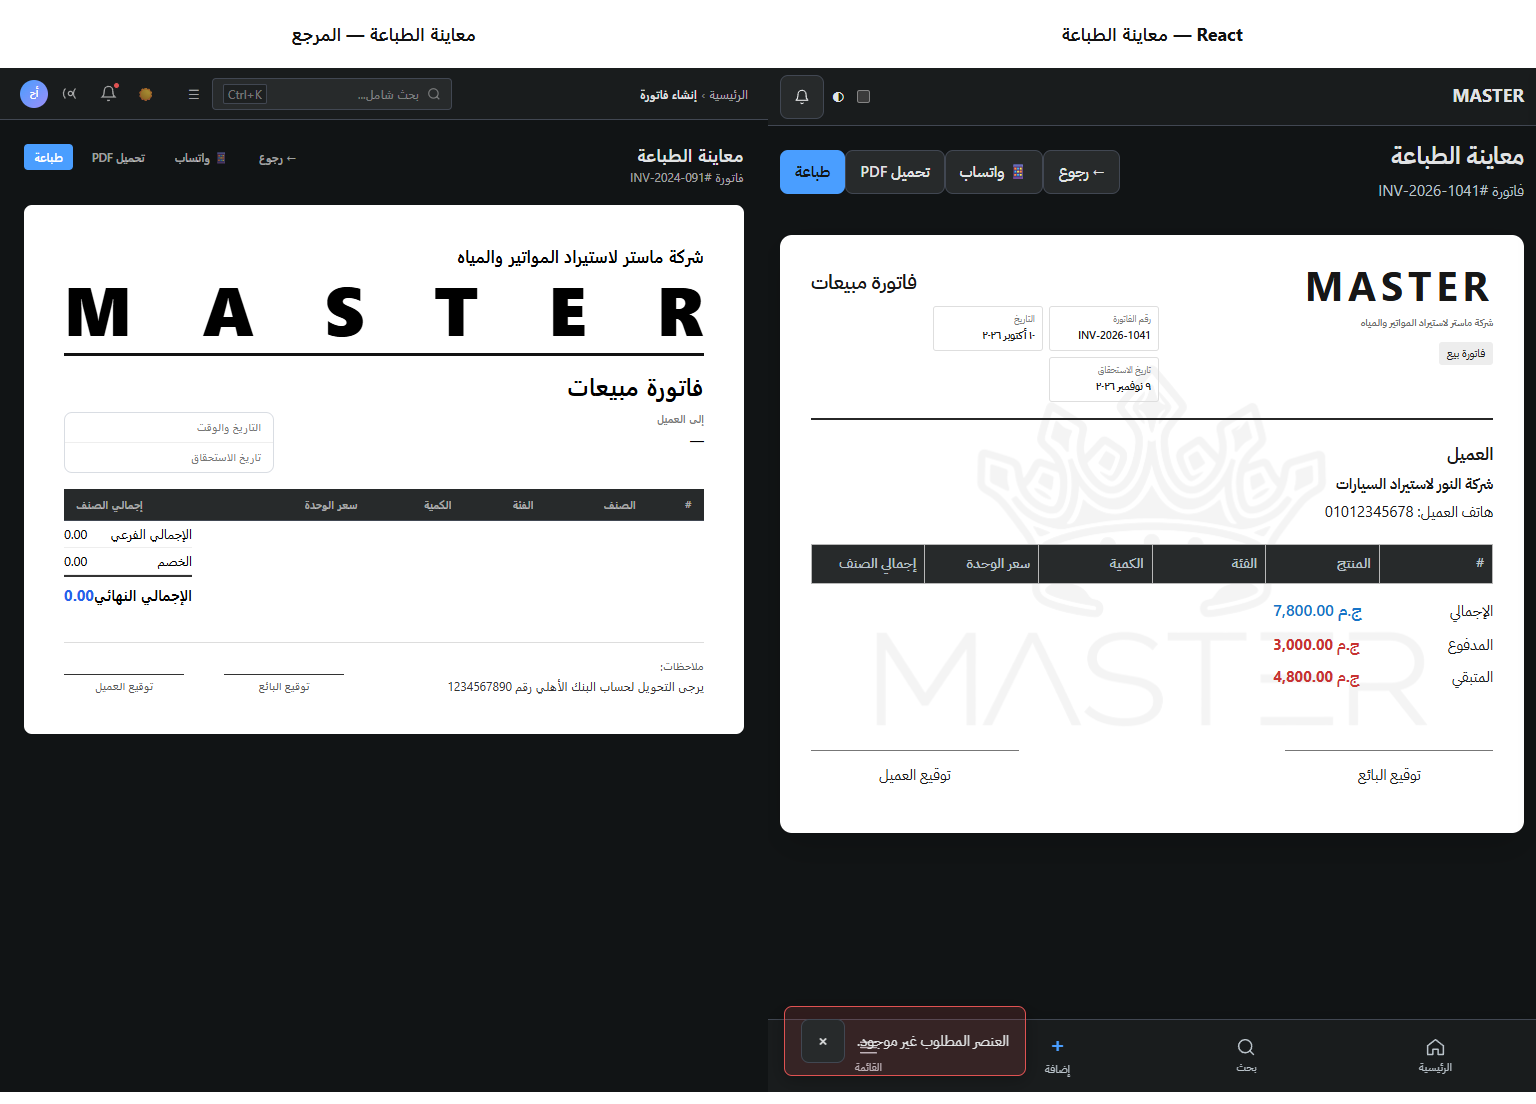 معاينة الطباعة — React
MASTER
معاينة الطباعة
فاتورة #INV-2026-1041
← رجوع
واتساب
تحميل PDF
طباعة
MASTER
شركة ماستر لاستيراد المواتير والمياه
فاتورة بيع
فاتورة مبيعات
رقم الفاتورة
INV-2026-1041
التاريخ
١٠ أكتوبر ٢٠٢٦
تاريخ الاستحقاق
٩ نوفمبر ٢٠٢٦
العميل
شركة النور لاستيراد السيارات
هاتف العميل: 01012345678
# المنتج الفئة الكمية سعر الوحدة إجمالي الصنف
الإجمالي 7,800.00 ج.م
المدفوع 3,000.00 ج.م
المتبقي 4,800.00 ج.م
MASTER
توقيع البائع
توقيع العميل
الرئيسية
بحث
+
إضافة
القائمة
العنصر المطلوب غير موجود.
×
معاينة الطباعة — المرجع
الرئيسية › إنشاء فاتورة
بحث شامل... Ctrl+K
أح
معاينة الطباعة
فاتورة #INV-2024-091
← رجوع
واتساب
تحميل PDF
طباعة
شركة ماستر لاستيراد المواتير والمياه
M A S T E R
فاتورة مبيعات
إلى العميل
—
التاريخ والوقت
تاريخ الاستحقاق
# الصنف الفئة الكمية سعر الوحدة إجمالي الصنف
الإجمالي الفرعي 0.00
الخصم 0.00
الإجمالي النهائي 0.00
ملاحظات:
يرجى التحويل لحساب البنك الأهلي رقم 1234567890
توقيع البائع
توقيع العميل